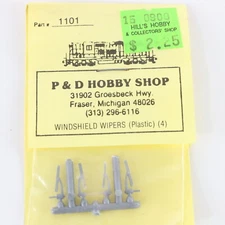 Part # 1101
HILL'S HOBBY
& COLLECTORS' SHOP
$ 2.25
P & D HOBBY SHOP
31902 Groesbeck Hwy.
Fraser, Michigan 48026
(313) 296-6116
WINDSHIELD WIPERS (Plastic) (4)